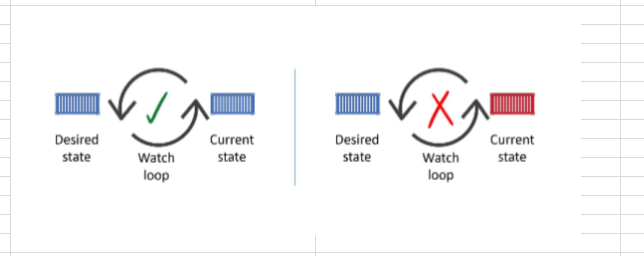 Desired
state
Watch
loop
Current
state
Desired
state
Watch
loop
Current
state